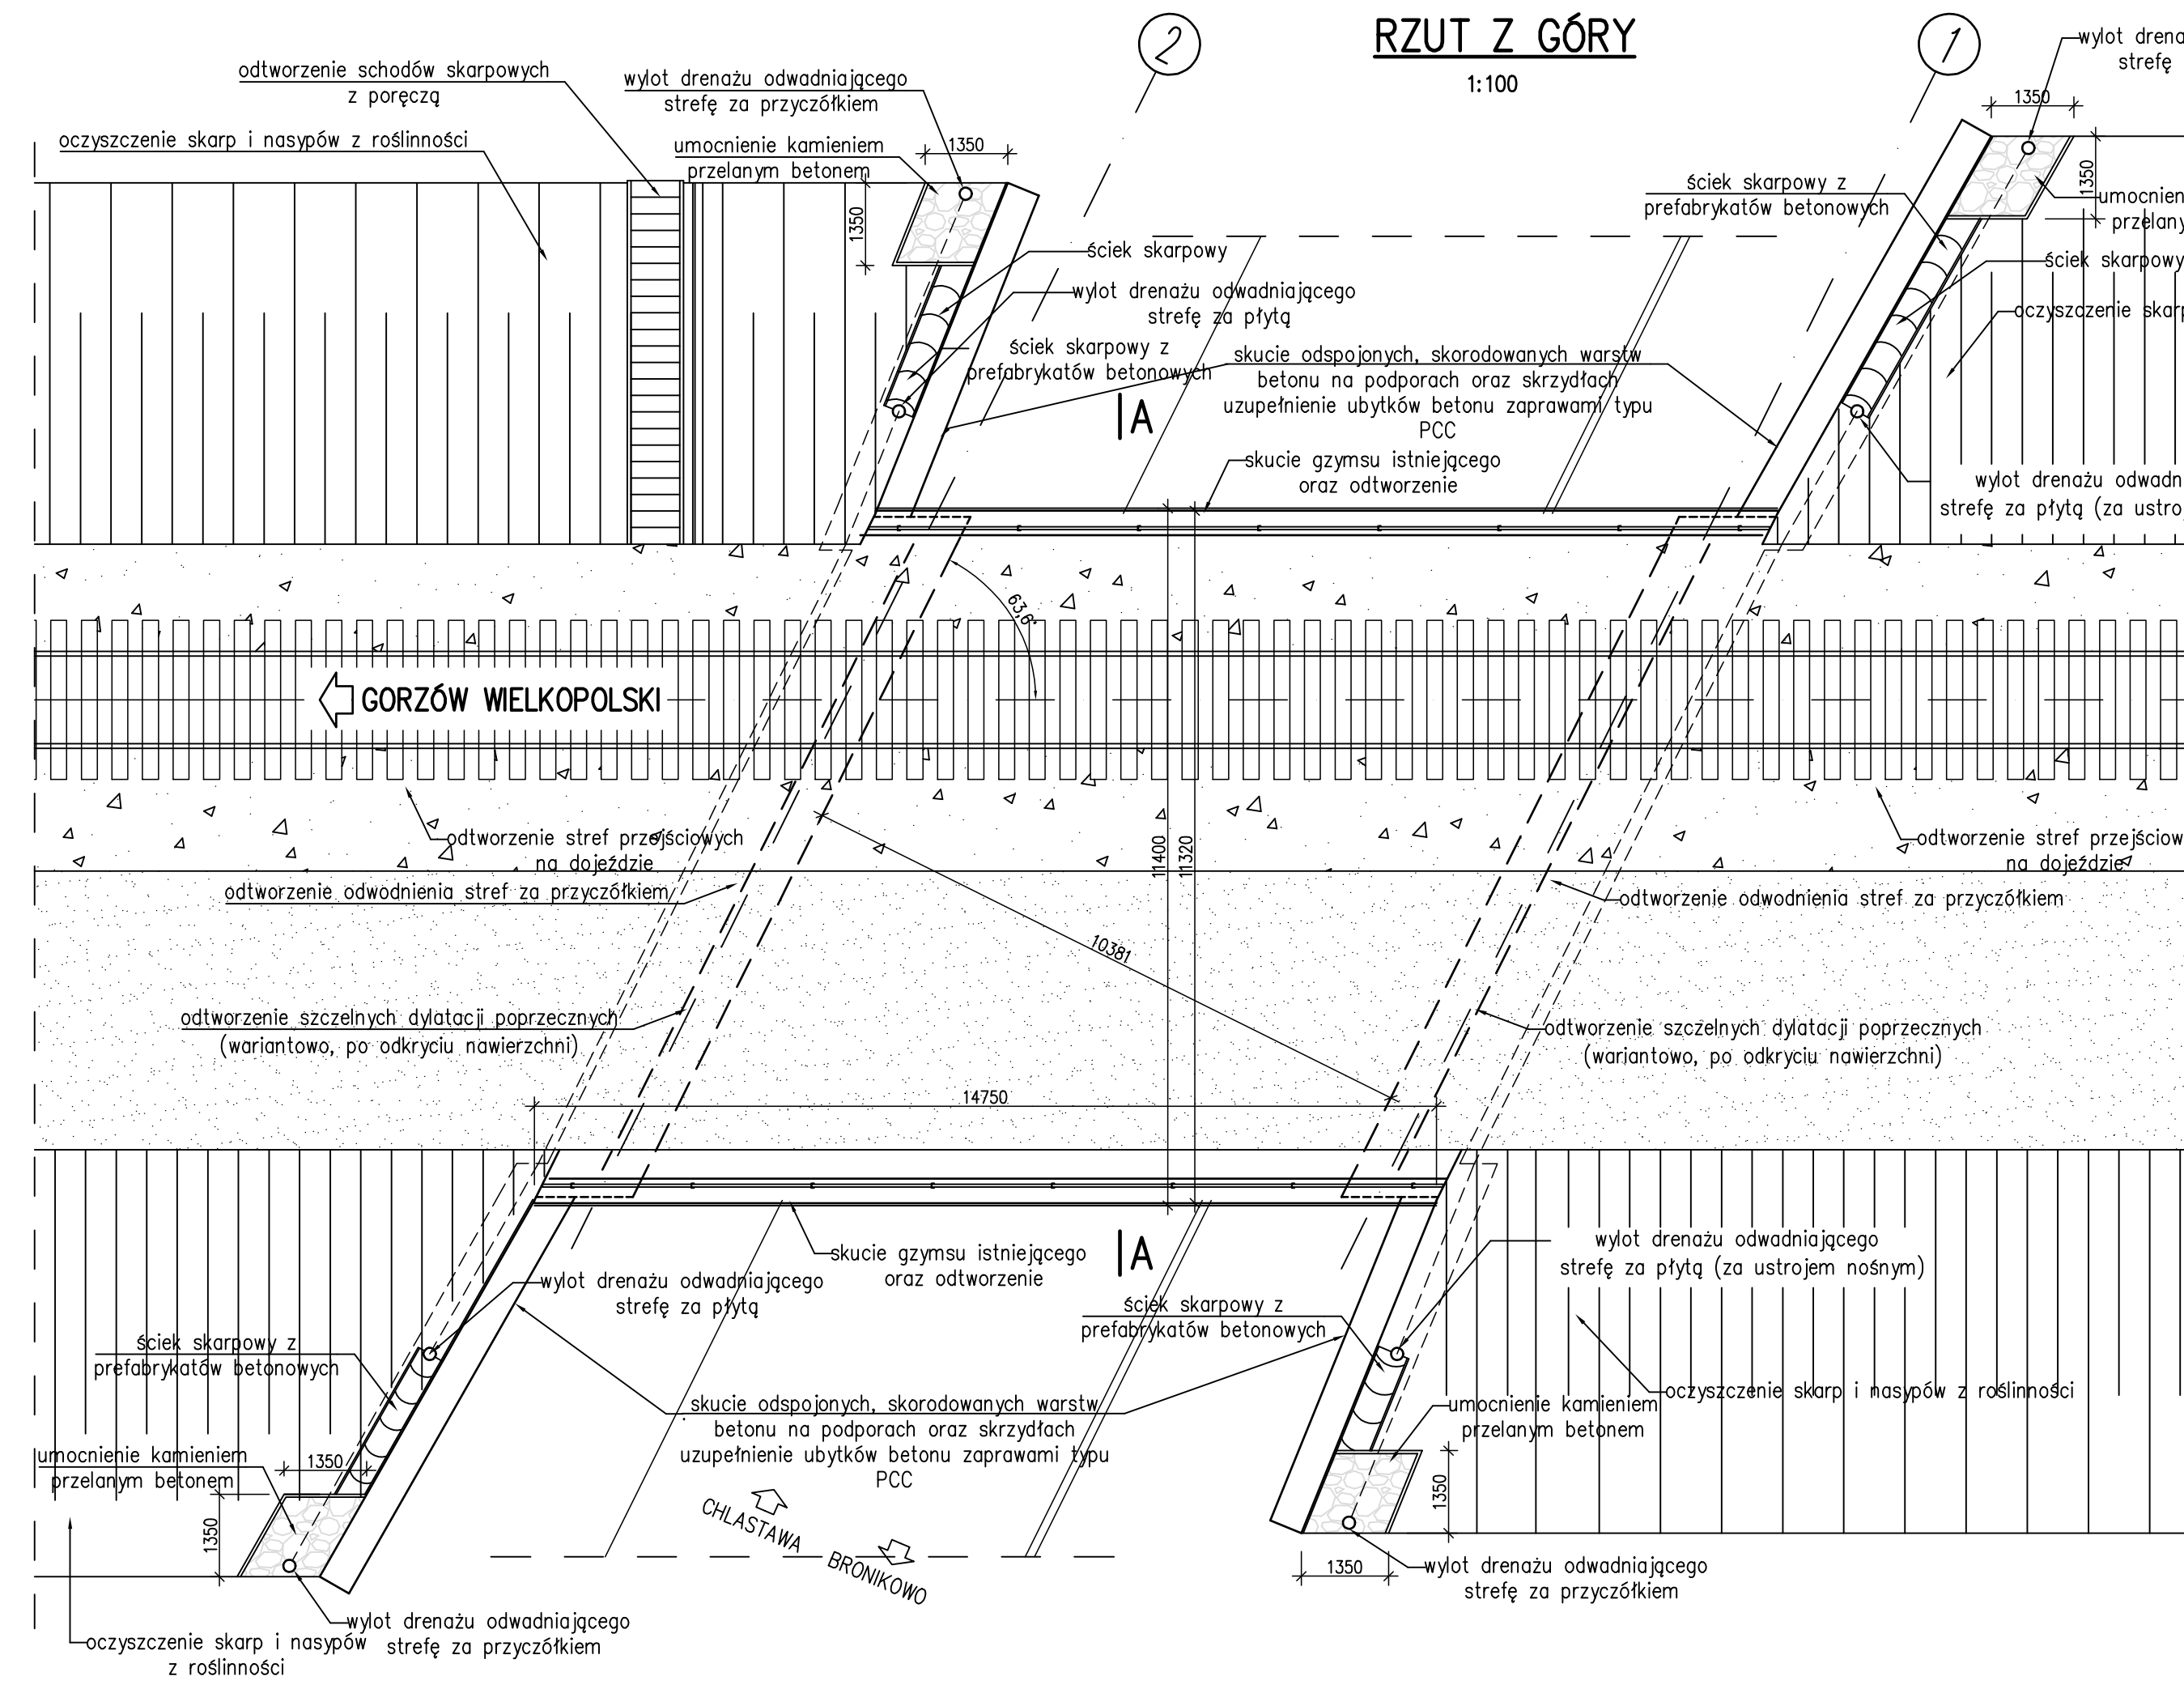 RZUT Z GÓRY
1:100
2
1
odtworzenie schodów skarpowych
z poręczą
oczyszczenie skarp i nasypów z roślinności
wylot drenażu odwadniającego
strefę za przyczółkiem
umocnienie kamieniem
przelanym betonem
1350
1350
ściek skarpowy
wylot drenażu odwadniającego
strefę za płytą
ściek skarpowy z
prefabrykatów betonowych
skucie odspojonych, skorodowanych warstw
betonu na podporach oraz skrzydłach
uzupełnienie ubytków betonu zaprawami typu
PCC
A
skucie gzymsu istniejącego
oraz odtworzenie
ściek skarpowy z
prefabrykatów betonowych
wylot drena
strefę
1350
1350
umocnien
przelany
ściek skarpowy
oczyszczenie skarp
wylot drenażu odwadn
strefę za płytą (za ustro
63,6°
GORZÓW WIELKOPOLSKI
odtworzenie stref przejściowych
na dojeździe
odtworzenie odwodnienia stref za przyczółkiem
11400
11320
10381
odtworzenie stref przejściow
na dojeździe
odtworzenie odwodnienia stref za przyczółkiem
odtworzenie szczelnych dylatacji poprzecznych
(wariantowo, po odkryciu nawierzchni)
odtworzenie szczelnych dylatacji poprzecznych
(wariantowo, po odkryciu nawierzchni)
14750
skucie gzymsu istniejącego
oraz odtworzenie
A
wylot drenażu odwadniającego
strefę za płytą
ściek skarpowy z
prefabrykatów betonowych
wylot drenażu odwadniającego
strefę za płytą (za ustrojem nośnym)
ściek skarpowy z
prefabrykatów betonowych
skucie odspojonych, skorodowanych warstw
betonu na podporach oraz skrzydłach
uzupełnienie ubytków betonu zaprawami typu
PCC
oczyszczenie skarp i nasypów z roślinności
umocnienie kamieniem
przelanym betonem
umocnienie kamieniem
przelanym betonem
1350
1350
1350
1350
CHLASTAWA
BRONIKOWO
wylot drenażu odwadniającego
strefę za przyczółkiem
wylot drenażu odwadniającego
strefę za przyczółkiem
oczyszczenie skarp i nasypów
z roślinności